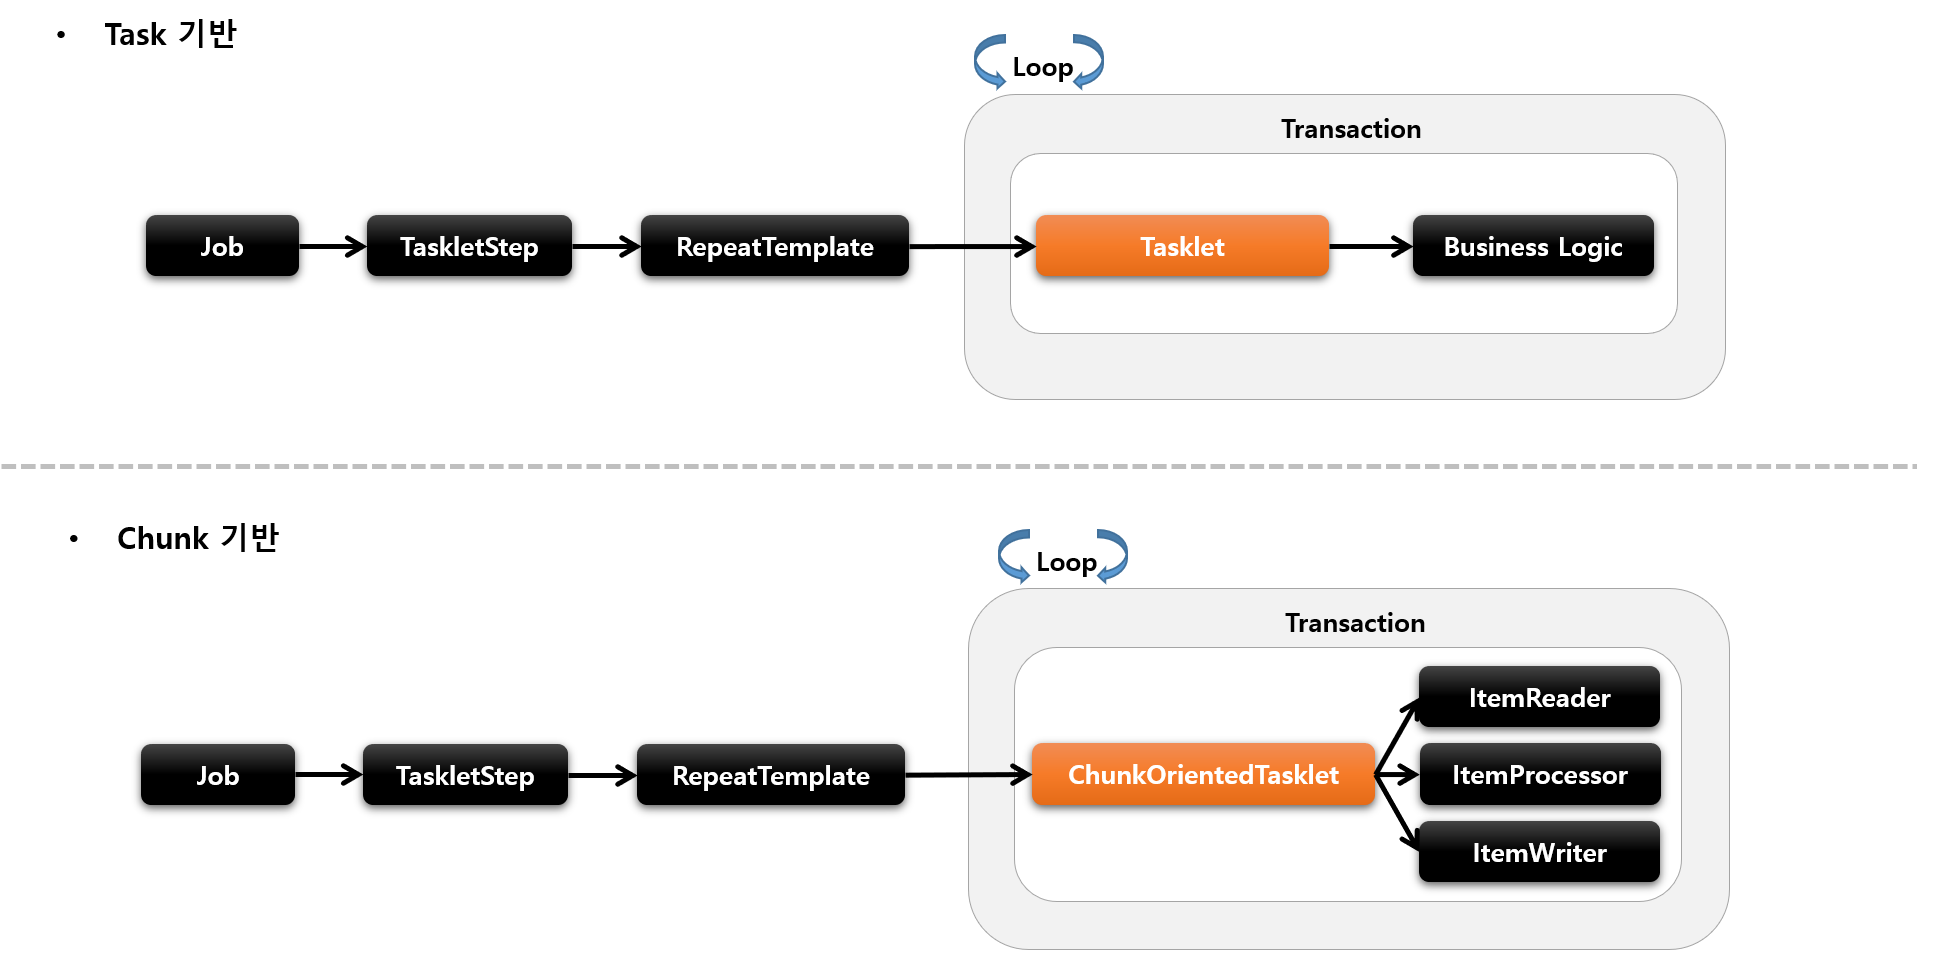 • Task 기반
Loop
Transaction
Job
TaskletStep
RepeatTemplate
Tasklet
Business Logic
• Chunk 기반
Loop
Transaction
Job
TaskletStep
RepeatTemplate
ChunkOrientedTasklet
ItemReader
ItemProcessor
ItemWriter